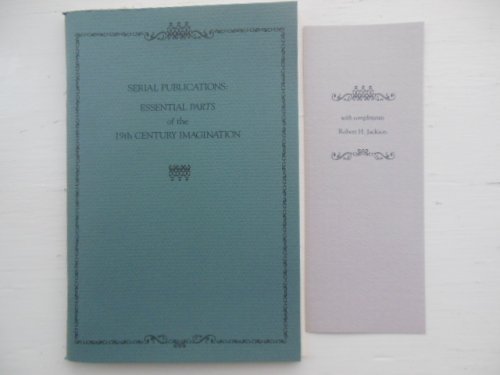 SERIAL PUBLICATIONS:
ESSENTIAL PARTS
of the
19th CENTURY IMAGINATION
with compliments
Robert H. Jackson